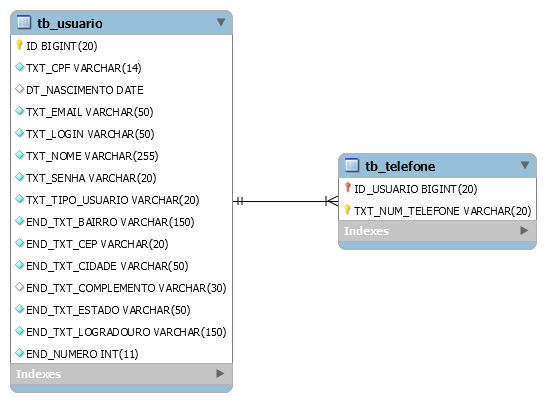 tb_usuario
ID BIGINT(20)
TXT_CPF VARCHAR(14)
DT_NASCIMENTO DATE
TXT_EMAIL VARCHAR(50)
TXT_LOGIN VARCHAR(50)
TXT_NOME VARCHAR(255)
TXT_SENHA VARCHAR(20)
TXT_TIPO_USUARIO VARCHAR(20)
END_TXT_BAIRRO VARCHAR(150)
END_TXT_CEP VARCHAR(20)
END_TXT_CIDADE VARCHAR(50)
END_TXT_COMPLEMENTO VARCHAR(30)
END_TXT_ESTADO VARCHAR(50)
END_TXT_LOGRADOURO VARCHAR(150)
END_NUMERO INT(11)
Indexes
tb_telefone
ID_USUARIO BIGINT(20)
TXT_NUM_TELEFONE VARCHAR(20)
Indexes